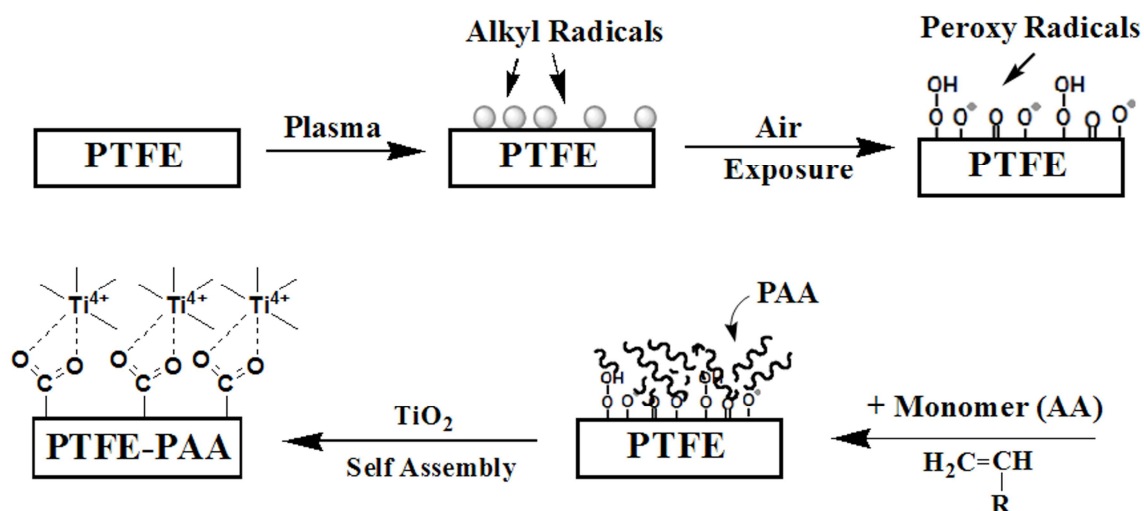 Alkyl Radicals
Peroxy Radicals
OH OH
O O• O O• O O O•
PTFE
Plasma
PTFE
Air
Exposure
PTFE
Ti4+ Ti4+ Ti4+
O O O O O O
C C C
PTFE-PAA
TiO2
Self Assembly
PAA
OH OH
O O• O O O O O•
PTFE
+ Monomer (AA)
H2C=CH
R